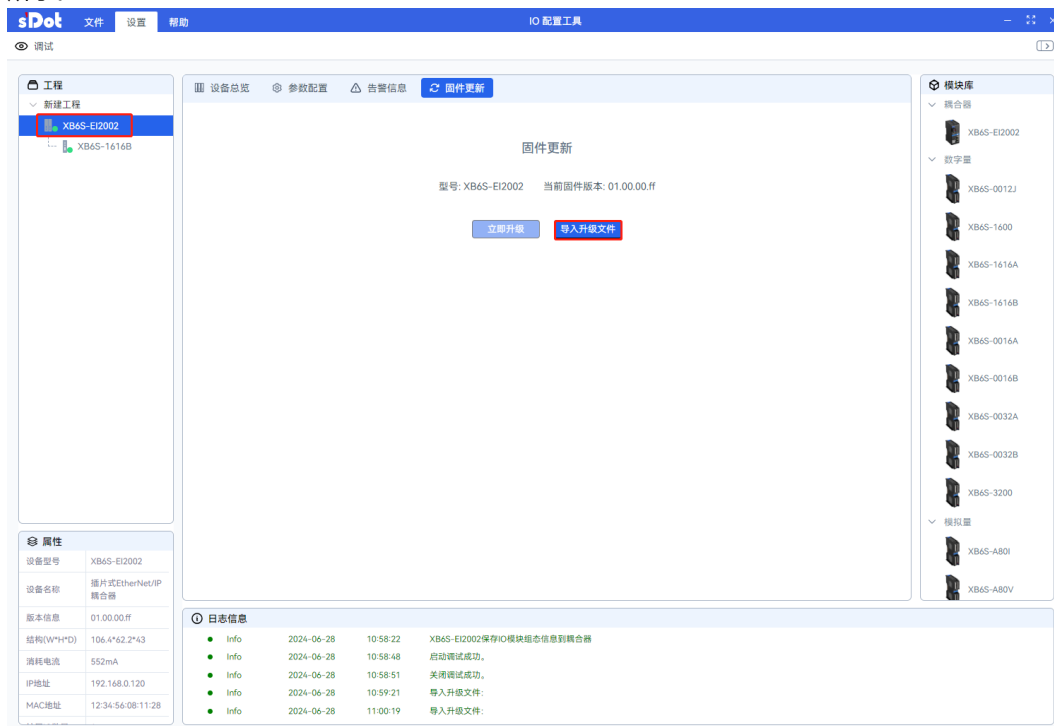 s'Dot 文件 设置 帮助 IO 配置工具
调试
工程
新建工程
XB6S-EI2002
XB6S-1616B
设备总览 参数配置 告警信息 固件更新
固件更新
型号: XB6S-EI2002 当前固件版本: 01.00.00.ff
立即升级 导入升级文件
模块库
耦合器
XB6S-EI2002
数字量
XB6S-0012J
XB6S-1600
XB6S-1616A
XB6S-1616B
XB6S-0016A
XB6S-0016B
XB6S-0032A
XB6S-0032B
XB6S-3200
模拟量
XB6S-A80I
XB6S-A80V
属性
设备型号 XB6S-EI2002
设备名称 插片式EtherNet/IP
耦合器
版本信息 01.00.00.ff
结构(W*H*D) 106.4*62.2*43
消耗电流 552mA
IP地址 192.168.0.120
MAC地址 12:34:56:08:11:28
日志信息
Info 2024-06-28 10:58:22 XB6S-EI2002保存IO模块组态信息到耦合器
Info 2024-06-28 10:58:48 启动调试成功。
Info 2024-06-28 10:58:51 关闭调试成功。
Info 2024-06-28 10:59:21 导入升级文件:
Info 2024-06-28 11:00:19 导入升级文件: